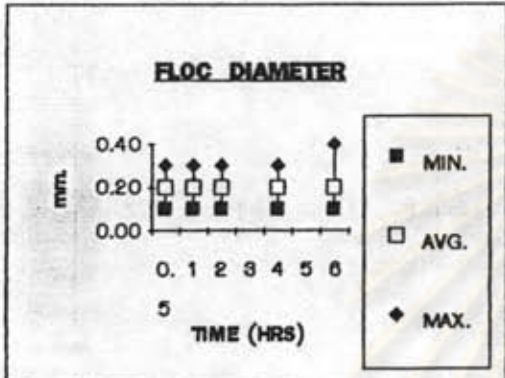 FLOC DIAMETER
0.40
0.20
0.00
mm.
0. 1 2 3 4 5 6
5
TIME (HRS)
MIN.
AVG.
MAX.